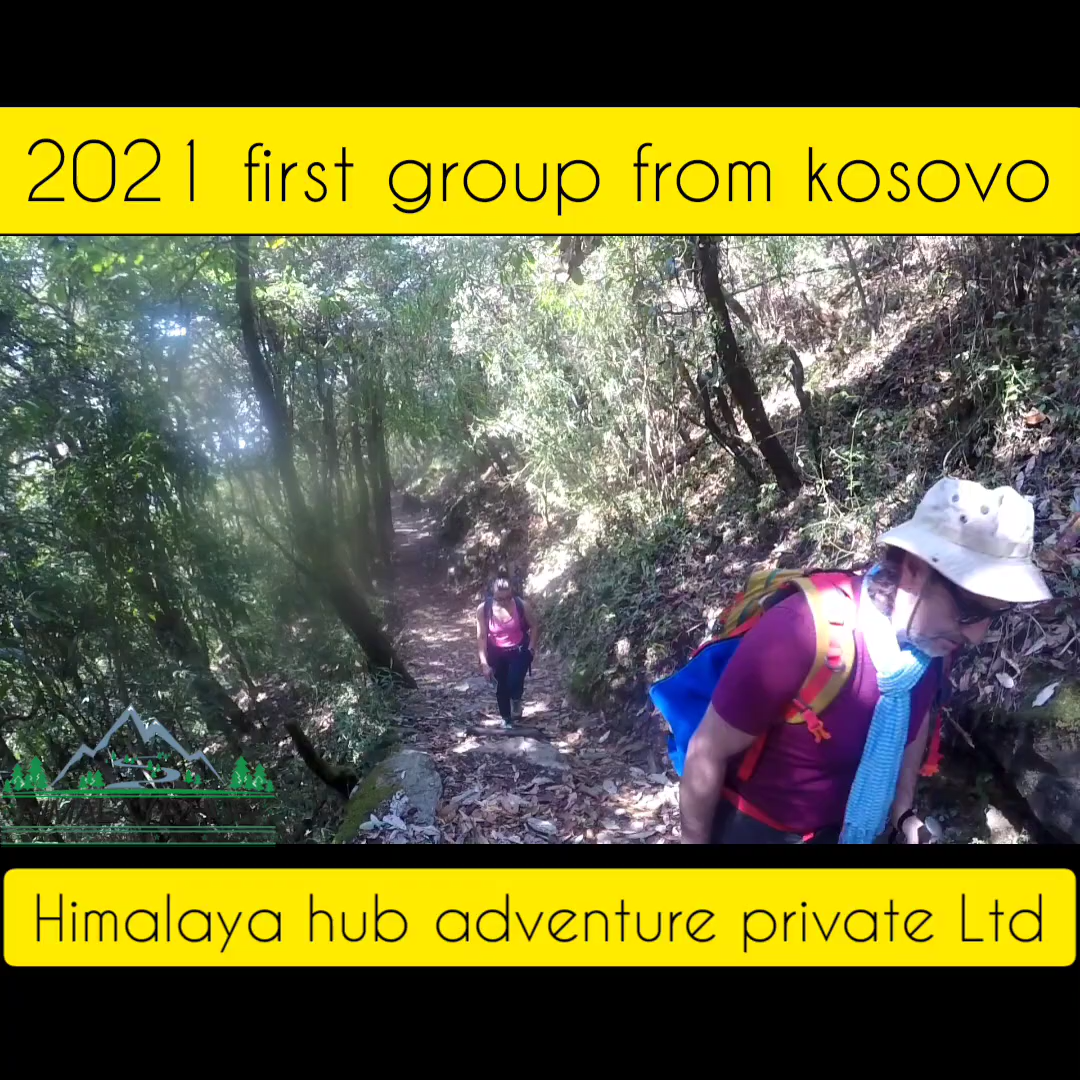 2021 first group from kosovo
Himalaya hub adventure private Ltd